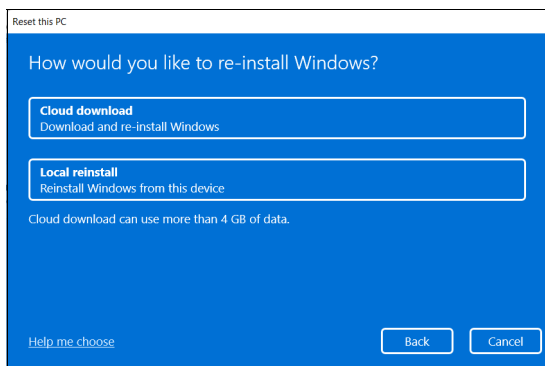 Reset this PC
How would you like to re-install Windows?
Cloud download
Download and re-install Windows
Local reinstall
Reinstall Windows from this device
Cloud download can use more than 4 GB of data.
Help me choose
Back
Cancel